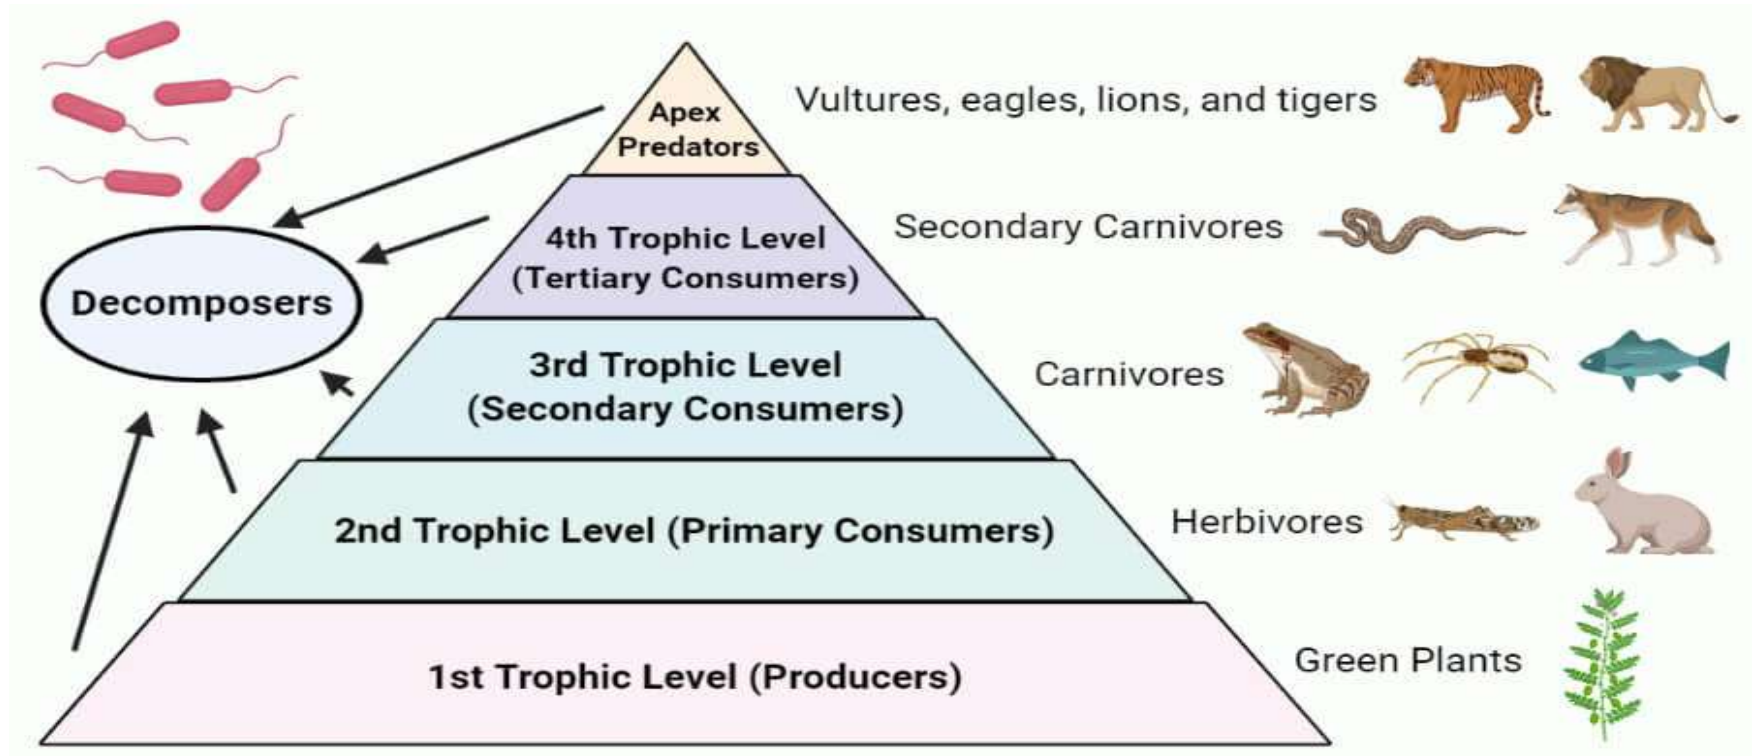 Apex
Predators
Vultures, eagles, lions, and tigers
4th Trophic Level
(Tertiary Consumers)
Secondary Carnivores
Decomposers
3rd Trophic Level
(Secondary Consumers)
Carnivores
2nd Trophic Level (Primary Consumers)
Herbivores
1st Trophic Level (Producers)
Green Plants